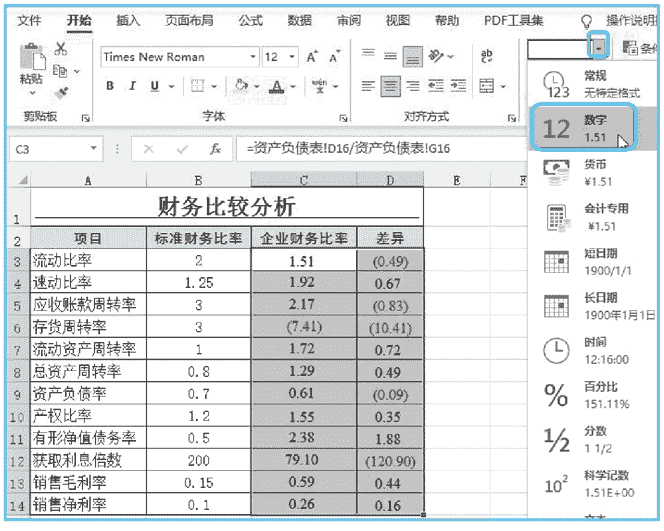 文件 开始 插入 页面布局 公式 数据 审阅 视图 帮助 PDF工具集 操作说明搜
粘贴
Times New Roman 12 A A
B I U A wén
ab
条件
剪贴板 字体 对齐方式
C3 fx =资产负债表!D16/资产负债表!G16
A B C D E F
1 财务比较分析
2 项目 标准财务比率 企业财务比率 差异
3 流动比率 2 1.51 (0.49)
4 速动比率 1.25 1.92 0.67
5 应收账款周转率 3 2.17 (0.83)
6 存货周转率 3 (7.41) (10.41)
7 流动资产周转率 1 1.72 0.72
8 总资产周转率 0.8 1.29 0.49
9 资产负债率 0.7 0.61 (0.09)
10 产权比率 1.2 1.55 0.35
11 有形净值债务率 0.5 2.38 1.88
12 获取利息倍数 200 79.10 (120.90)
13 销售毛利率 0.15 0.59 0.44
14 销售净利率 0.1 0.26 0.16
123 常规
无特定格式
12 数字
1.51
货币
¥1.51
会计专用
¥1.51
短日期
1900/1/1
长日期
1900年1月1日
时间
12:16:00
% 百分比
151.11%
½ 分数
1 1/2
10² 科学记数
1.51E+00